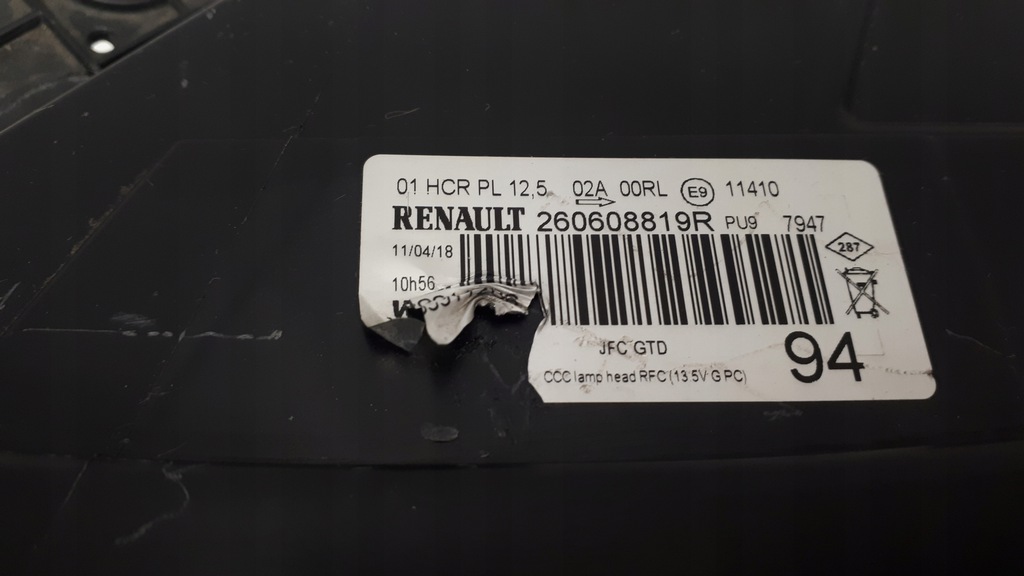 01 HCR PL 12,5 02A 00RL E9 11410
RENAULT 260608819R PU9 7947
11/04/18
287
10h56
JFC GTD
94
CCC lamp head RFC (13.5V G PC)